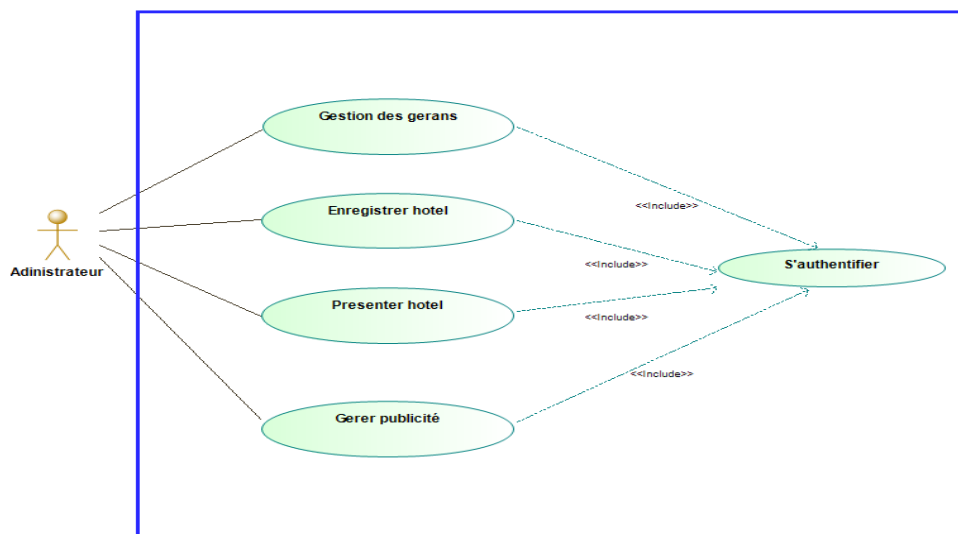 Gestion des gerans
Enregistrer hotel
<<Include>>
Adinistrateur
<<Include>>
S'authentifier
Presenter hotel
<<Include>>
<<Include>>
Gerer publicité